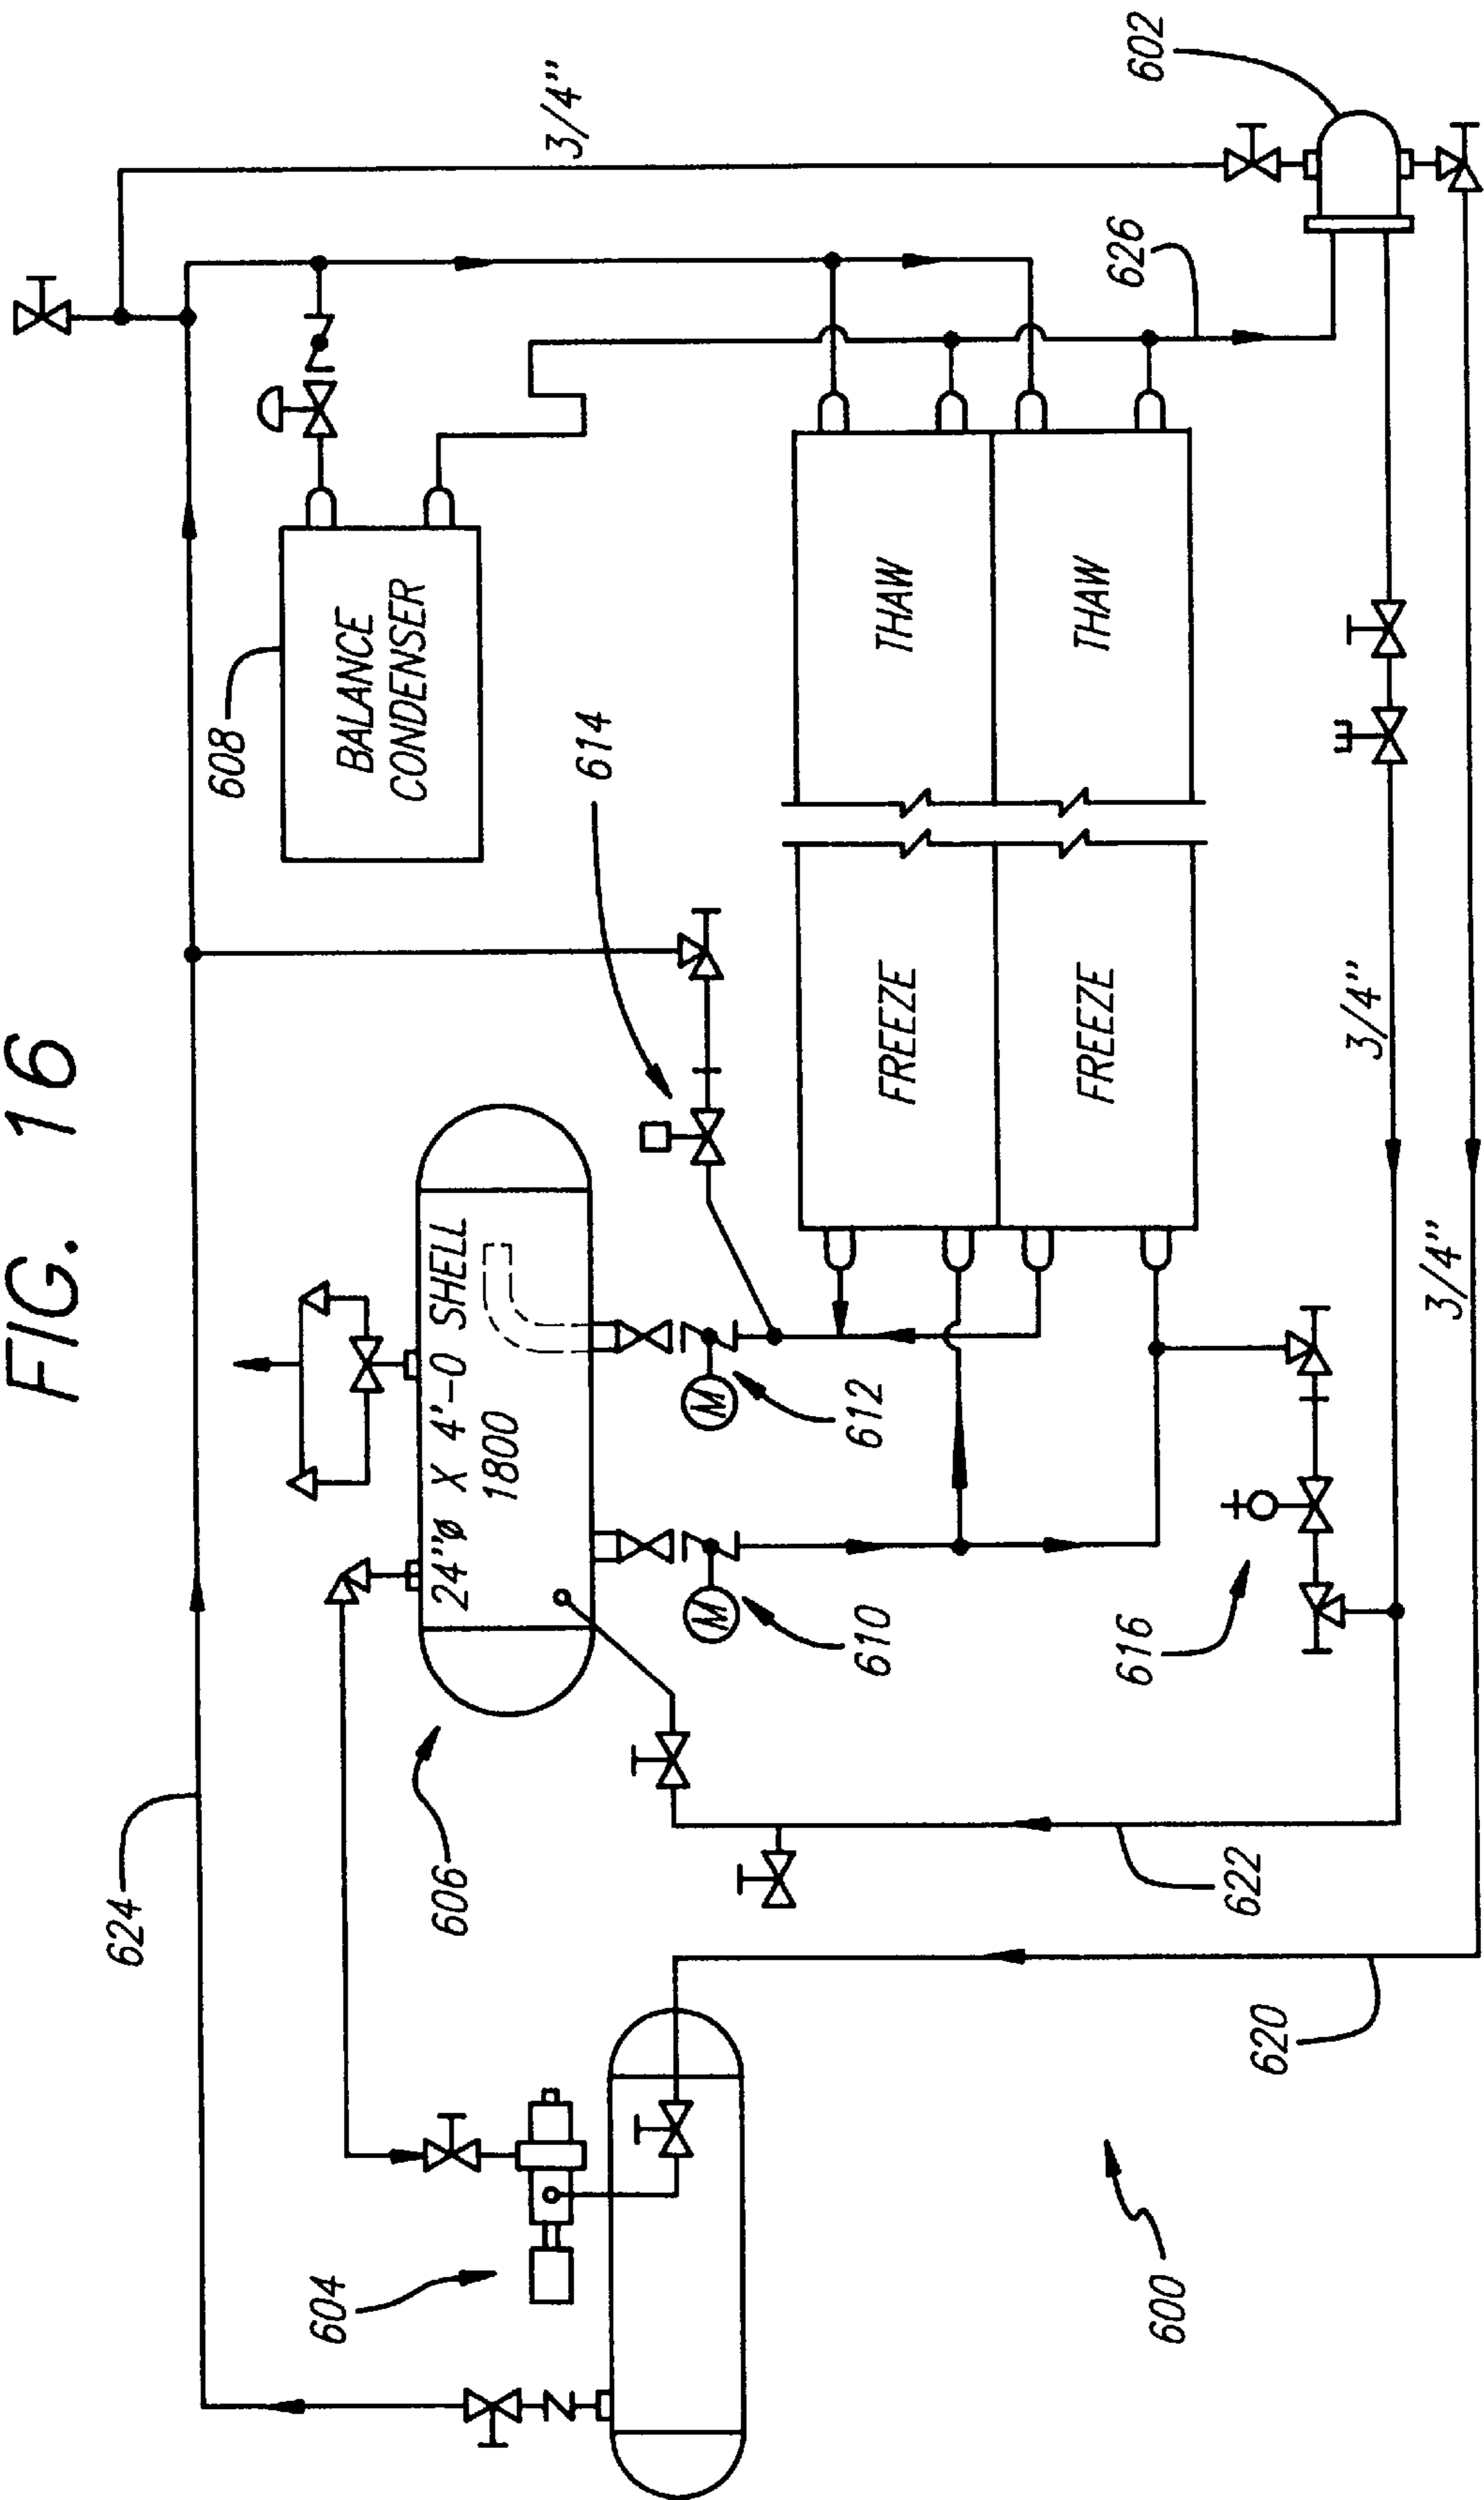 FIG. 16
624
608
BALANCE
CONDENSER
3/4"
602
626
604
606
24"ø X 4'-0 SHELL
1800
614
M
612
M
610
THAW
THAW
FREEZE
FREEZE
616
622
620
600
3/4"
3/4"